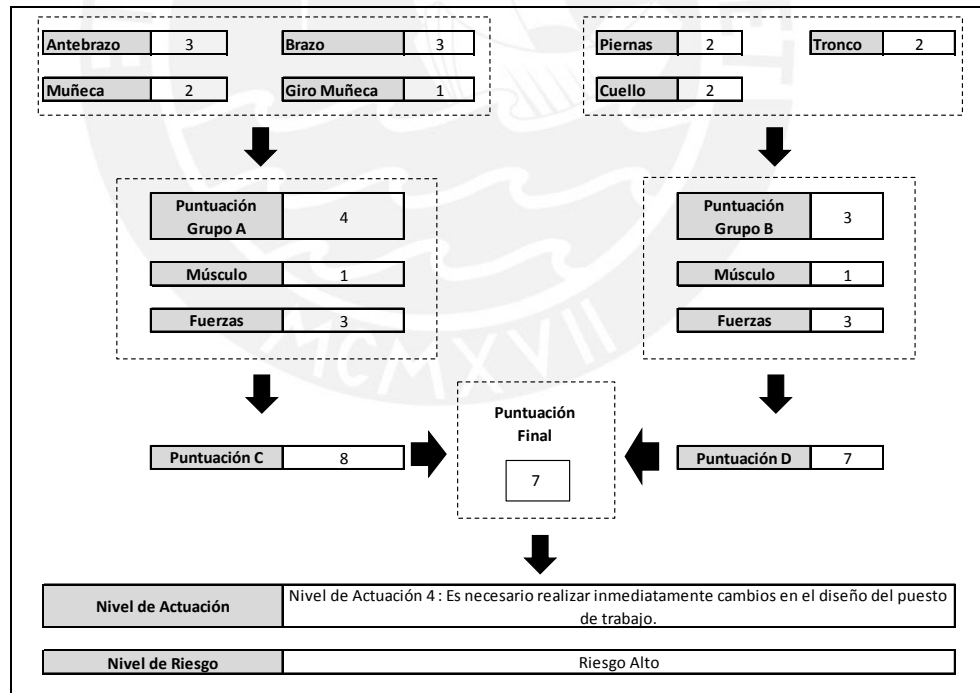 Antebrazo 3 Brazo 3 Piernas 2 Tronco 2
Muñeca 2 Giro Muñeca 1 Cuello 2
Puntuación
Grupo A 4
Puntuación
Grupo B 3
Músculo 1
Músculo 1
Fuerzas 3
Fuerzas 3
MCMXVII
Puntuación
Final
Puntuación C 8
7
Puntuación D 7
Nivel de Actuación
Nivel de Actuación 4 : Es necesario realizar inmediatamente cambios en el diseño del puesto
de trabajo.
Nivel de Riesgo Riesgo Alto